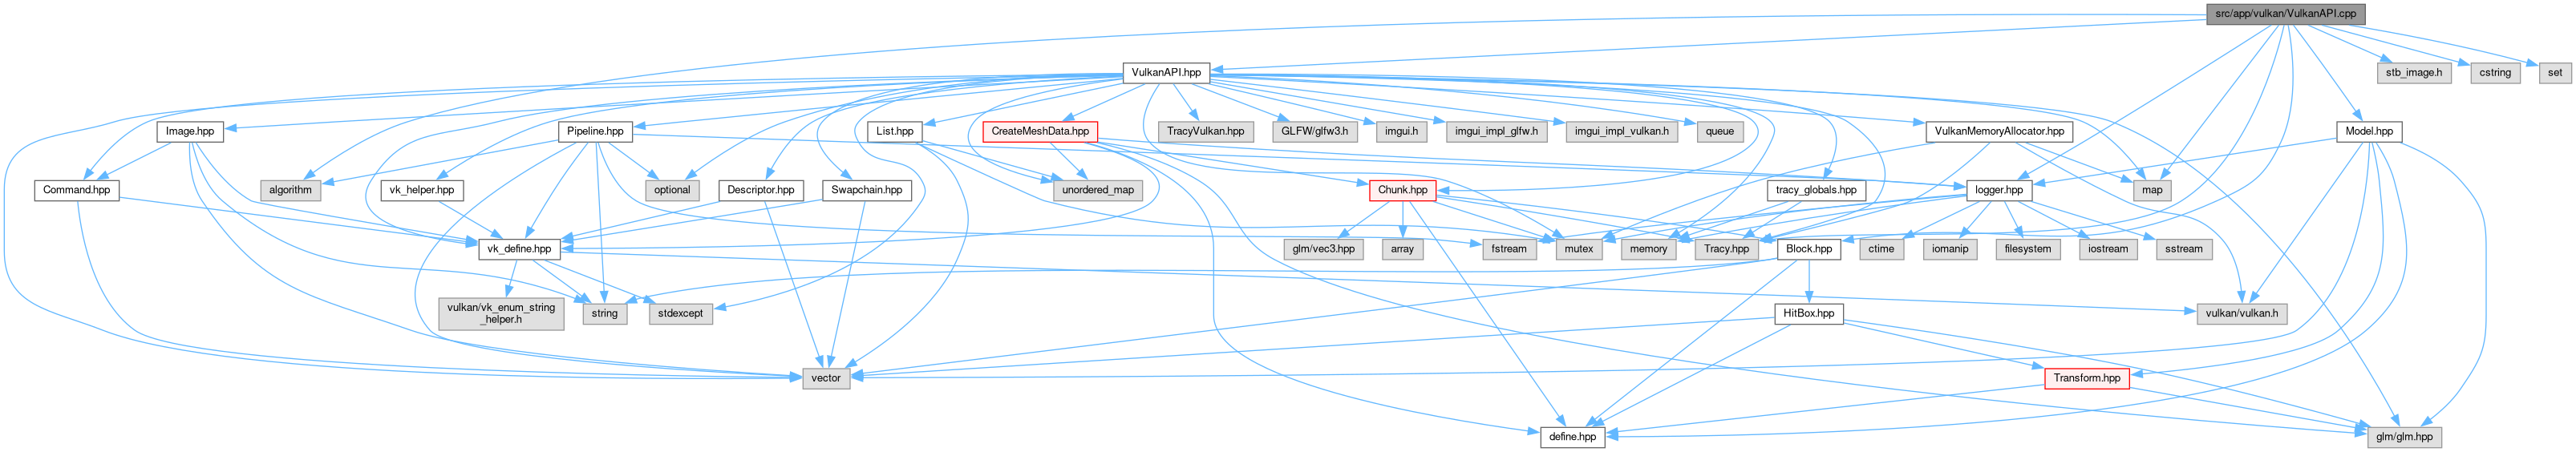 src/app/vulkan/VulkanAPI.cpp
VulkanAPI.hpp
stb_image.h
cstring
set
Image.hpp
Pipeline.hpp
List.hpp
CreateMeshData.hpp
TracyVulkan.hpp
GLFW/glfw3.h
imgui.h
imgui_impl_glfw.h
imgui_impl_vulkan.h
queue
VulkanMemoryAllocator.hpp
Model.hpp
Command.hpp
algorithm
vk_helper.hpp
optional
Descriptor.hpp
Swapchain.hpp
unordered_map
Chunk.hpp
tracy_globals.hpp
logger.hpp
map
vk_define.hpp
glm/vec3.hpp
array
fstream
mutex
memory
Tracy.hpp
Block.hpp
ctime
iomanip
filesystem
iostream
sstream
vulkan/vk_enum_string
_helper.h
string
stdexcept
HitBox.hpp
vulkan/vulkan.h
vector
Transform.hpp
define.hpp
glm/glm.hpp